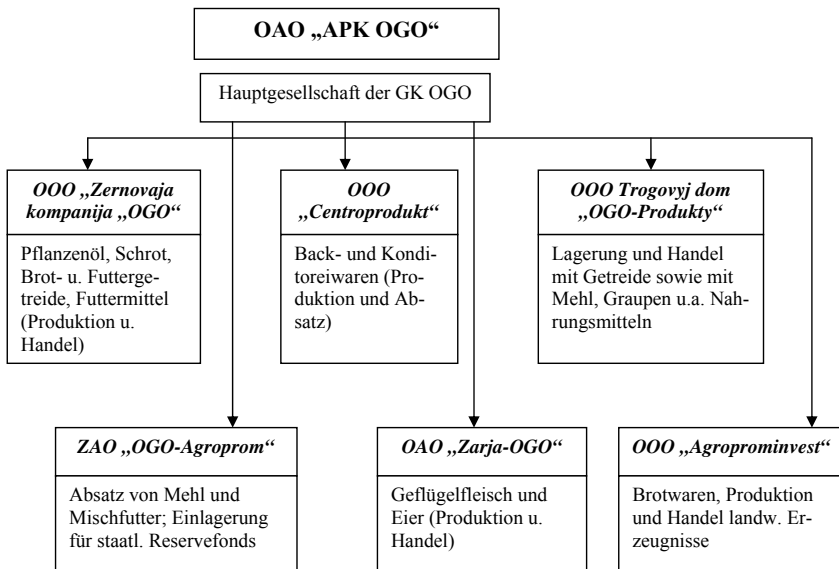 OAO „APK OGO“
Hauptgesellschaft der GK OGO
OOO „Zernovaja
kompanija „OGO“
Pflanzenöl, Schrot,
Brot- u. Futterge-
treide, Futtermittel
(Produktion u.
Handel)
OOO
„Centroprodukt“
Back- und Kondi-
toreiwaren (Pro-
duktion und Ab-
satz)
OOO Trogovyj dom
„OGO-Produkty“
Lagerung und Handel
mit Getreide sowie mit
Mehl, Graupen u.a. Nah-
rungsmitteln
ZAO „OGO-Agroprom“
Absatz von Mehl und
Mischfutter; Einlagerung
für staatl. Reservefonds
OAO „Zarja-OGO“
Geflügelfleisch und
Eier (Produktion u.
Handel)
OOO „Agroprominvest“
Brotwaren, Produktion
und Handel landw. Er-
zeugnisse